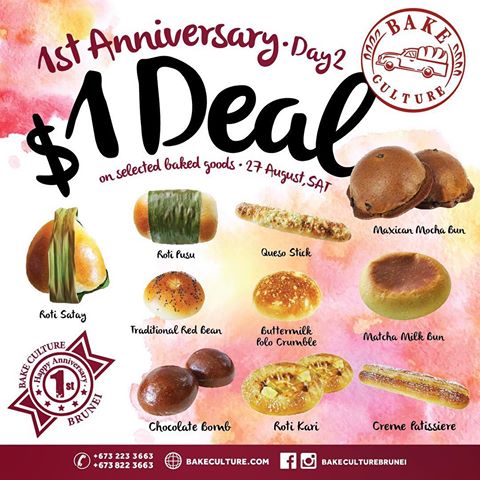 1st Anniversary • Day2
BAKE
CULTURE
$1 Deal
on selected baked goods • 27 August, SAT
Maxican Mocha Bun
Roti Pusu
Queso Stick
Roti Satay
Traditional Red Bean
Buttermilk
Polo Crumble
Matcha Milk Bun
BAKE CULTURE
Happy Anniversary
1st
BRUNEI
Chocolate Bomb
Roti Kari
Creme Patissiere
+673 223 3663
+673 822 3663
BAKECULTURE.COM
BAKECULTUREBRUNEI